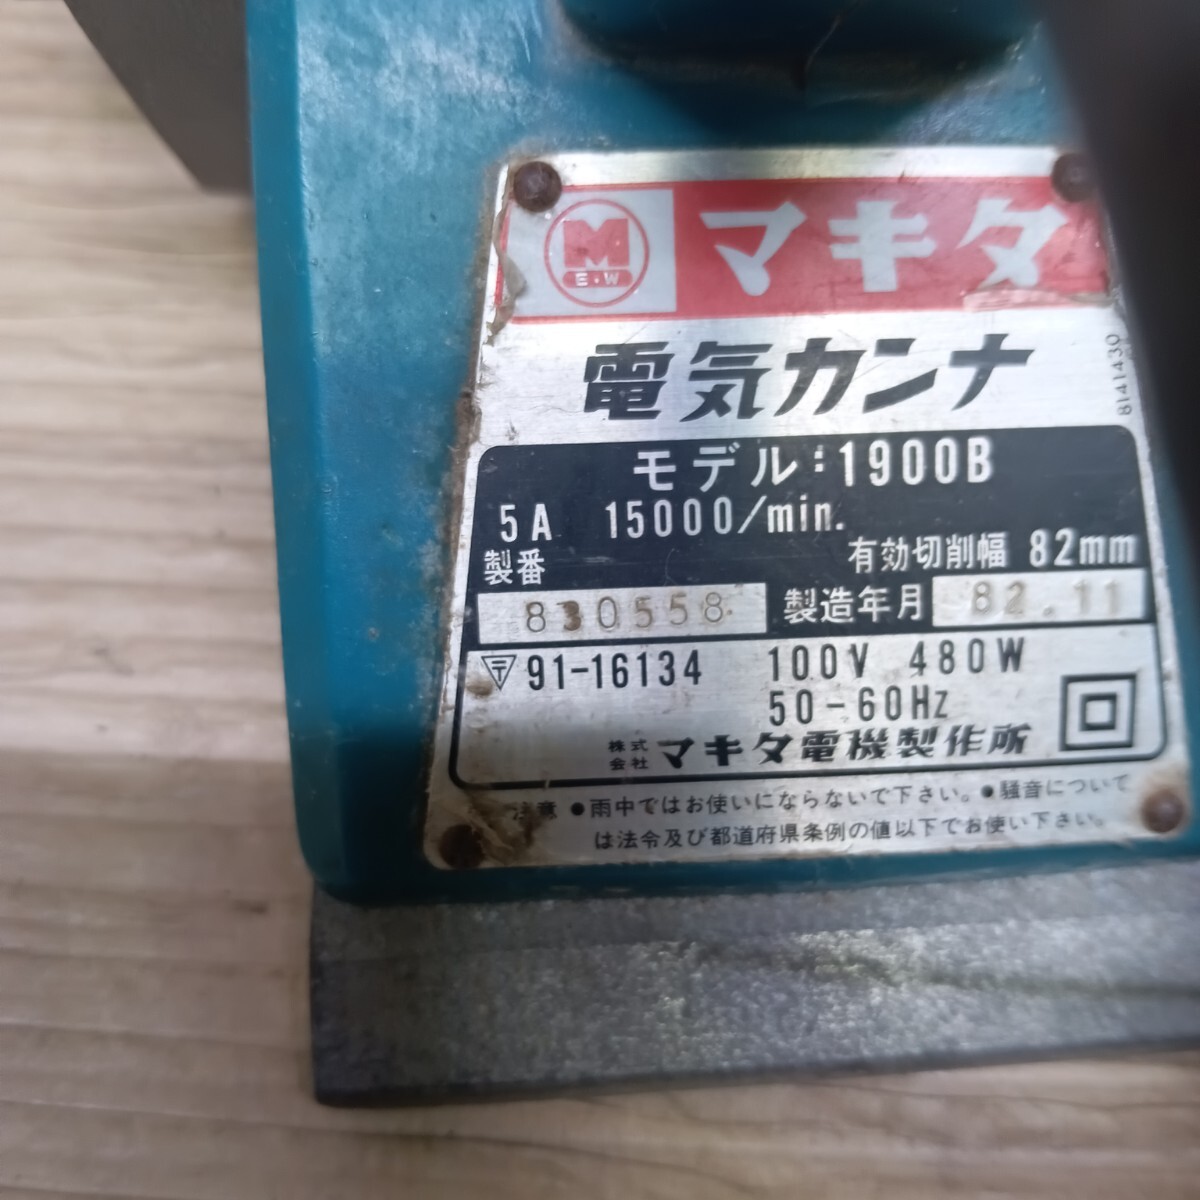 M
E・W
マキタ
電気カンナ
8141430
モデル:1900B
5A 15000/min.
製番 有効切削幅 82mm
830558 製造年月 82.11
〒91-16134 100V 480W
50-60Hz
株式会社 マキタ電機製作所
注意 ●雨中ではお使いにならないで下さい。●騒音について
は法令及び都道府県条例の値以下でお使い下さい。